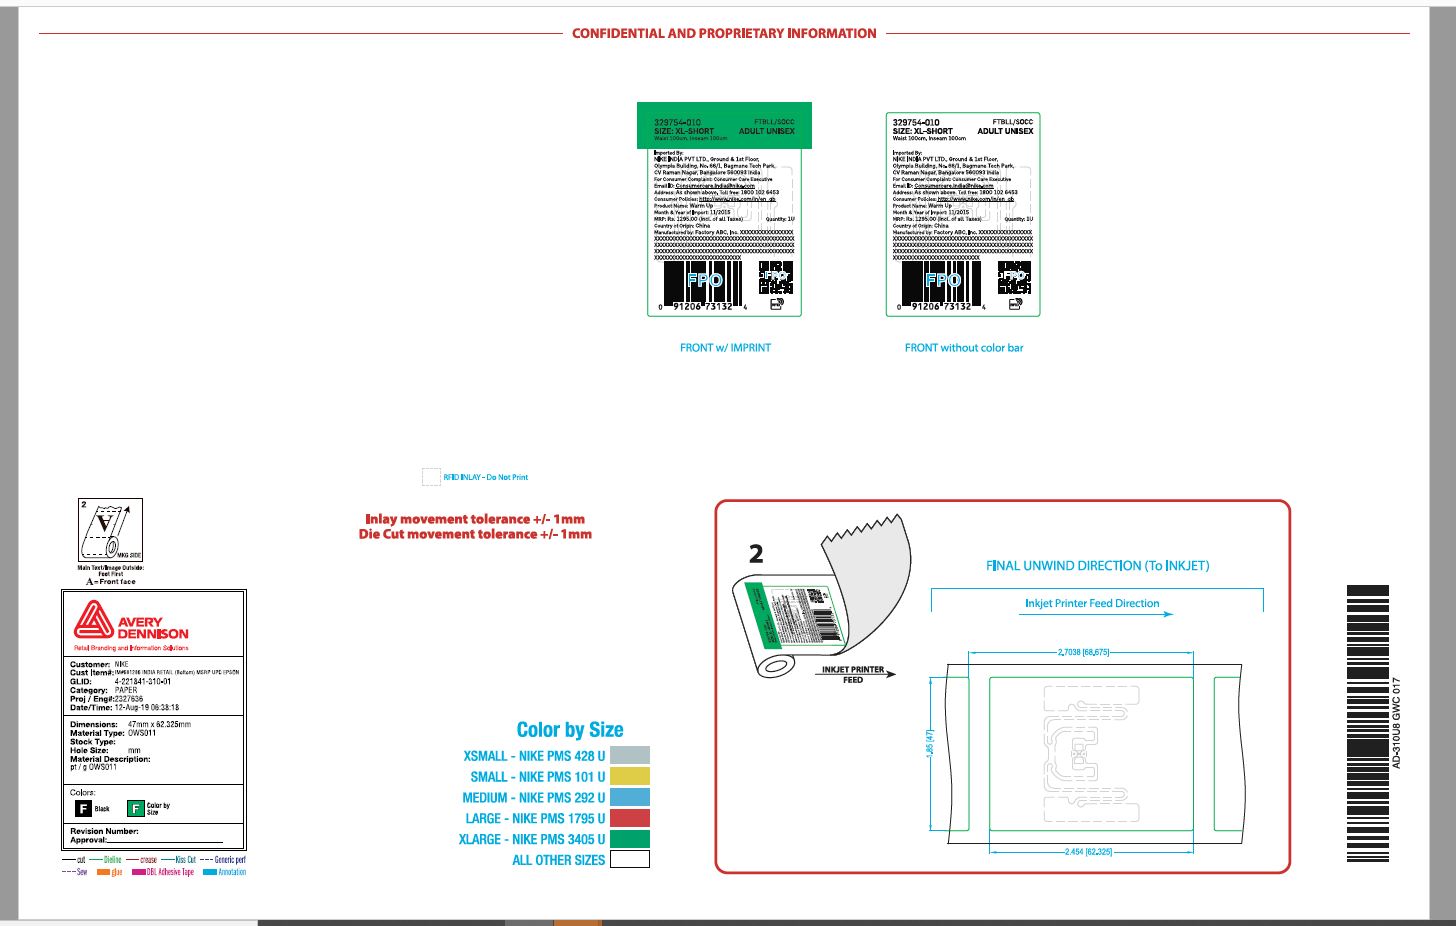 CONFIDENTIAL AND PROPRIETARY INFORMATION
329754-010 FTBLL/SOCC
SIZE: XL-SHORT ADULT UNISEX
Waist 100cm, Inseam 100cm
Imported By:
NIKE INDIA PVT LTD., Ground & 1st Floor,
Olympia Building, No. 66/1, Bagmane Tech Park,
CV Raman Nagar, Bangalore 560093 India
For Consumer Complaint: Consumer Care Executive
Email ID: Consumercare.india@nike.com
Address: As shown above, Toll free: 1800 102 6453
Consumer Policies: http://www.nike.com/in/en_gb
Product Name: Warm Up
Month & Year of Import: 11/2015
MRP: Rs. 1295.00 (Incl. of all Taxes) Quantity: 1U
Country of Origin: China
Manufactured by: Factory ABC, Inc.
FPO FPO
0 91206 73132 4
FRONT w/ IMPRINT
329754-010 FTBLL/SOCC
SIZE: XL-SHORT ADULT UNISEX
Waist 100cm, Inseam 100cm
Imported By:
NIKE INDIA PVT LTD., Ground & 1st Floor,
Olympia Building, No. 66/1, Bagmane Tech Park,
CV Raman Nagar, Bangalore 560093 India
For Consumer Complaint: Consumer Care Executive
Email ID: Consumercare.india@nike.com
Address: As shown above, Toll free: 1800 102 6453
Consumer Policies: http://www.nike.com/in/en_gb
Product Name: Warm Up
Month & Year of Import: 11/2015
MRP: Rs. 1295.00 (Incl. of all Taxes) Quantity: 1U
Country of Origin: China
Manufactured by: Factory ABC, Inc.
FPO FPO
0 91206 73132 4
FRONT without color bar
RFID INLAY - Do Not Print
Inlay movement tolerance +/- 1mm
Die Cut movement tolerance +/- 1mm
2
A
MKG SIDE
Main Text/Image Outside:
Foot First
A = Front face
AVERY
DENNISON
Retail Branding and Information Solutions
Customer: NIKE
Cust Item#: IM#681286 INDIA RETAIL (Bottom) MSRP UPC EPSON
GLID: 4-221841-310-01
Category: PAPER
Proj / Eng#: 2327636
Date/Time: 12-Aug-19 06:38:18
Dimensions: 47mm x 62.325mm
Material Type: OWS011
Stock Type:
Hole Size: mm
Material Description:
pt / g OWS011
Colors:
F Black F Color by
Size
Revision Number:
Approval:
cut Dieline crease Kiss Cut Generic perf
Sew glue DBL Adhesive Tape Annotation
Color by Size
XSMALL - NIKE PMS 428 U
SMALL - NIKE PMS 101 U
MEDIUM - NIKE PMS 292 U
LARGE - NIKE PMS 1795 U
XLARGE - NIKE PMS 3405 U
ALL OTHER SIZES
2
INKJET PRINTER
FEED
FINAL UNWIND DIRECTION (To INKJET)
Inkjet Printer Feed Direction
2.7038 [68.675]
1.85 [47]
2.454 [62.325]
AD-310U8 GWC 017